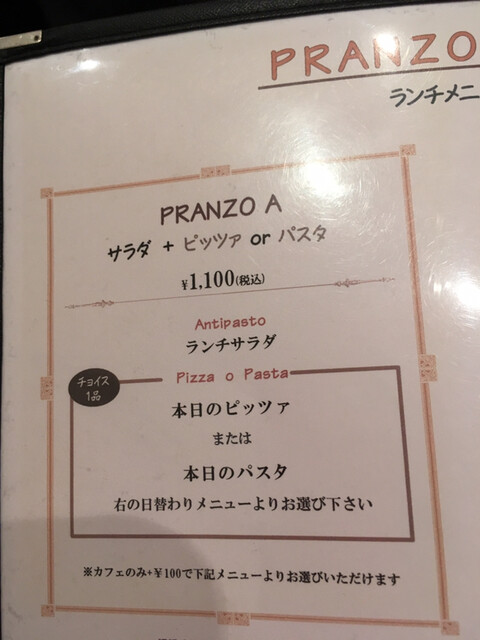 PRANZO
ランチメニ
PRANZO A
サラダ + ピッツァ or パスタ
¥1,100(税込)
Antipasto
ランチサラダ
チョイス
1品
Pizza o Pasta
本日のピッツァ
または
本日のパスタ
右の日替わりメニューよりお選び下さい
※カフェのみ+¥100で下記メニューよりお選びいただけます